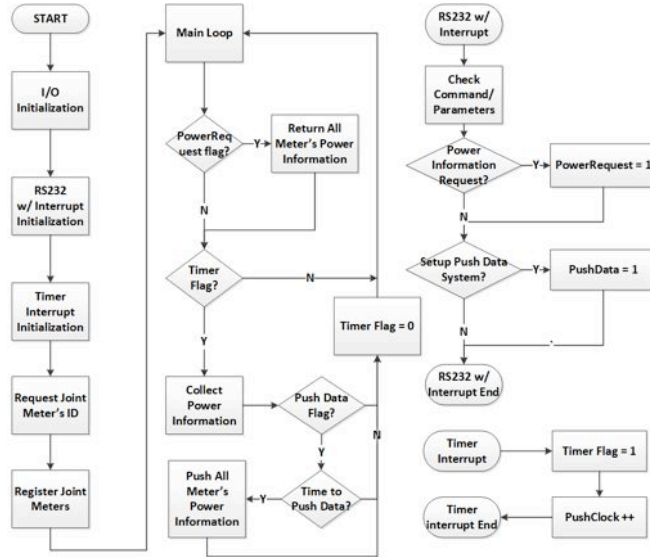 START
I/O
Initialization
RS232
w/ Interrupt
Initialization
Timer
Interrupt
Initialization
Request Joint
Meter's ID
Register Joint
Meters
Main Loop
PowerReq
uest flag?
Y
Return All
Meter's Power
Information
N
Timer
Flag?
N
Y
Timer Flag = 0
Collect
Power
Information
Push Data
Flag?
N
Y
Time to
Push Data?
Y
Push All
Meter's
Power
Information
RS232 w/
Interrupt
Check
Command/
Parameters
Power
Information
Request?
Y
PowerRequest = 1
N
Setup Push Data
System?
Y
PushData = 1
N
RS232 w/
Interrupt End
Timer
Interrupt
Timer Flag = 1
PushClock ++
Timer
interrupt End